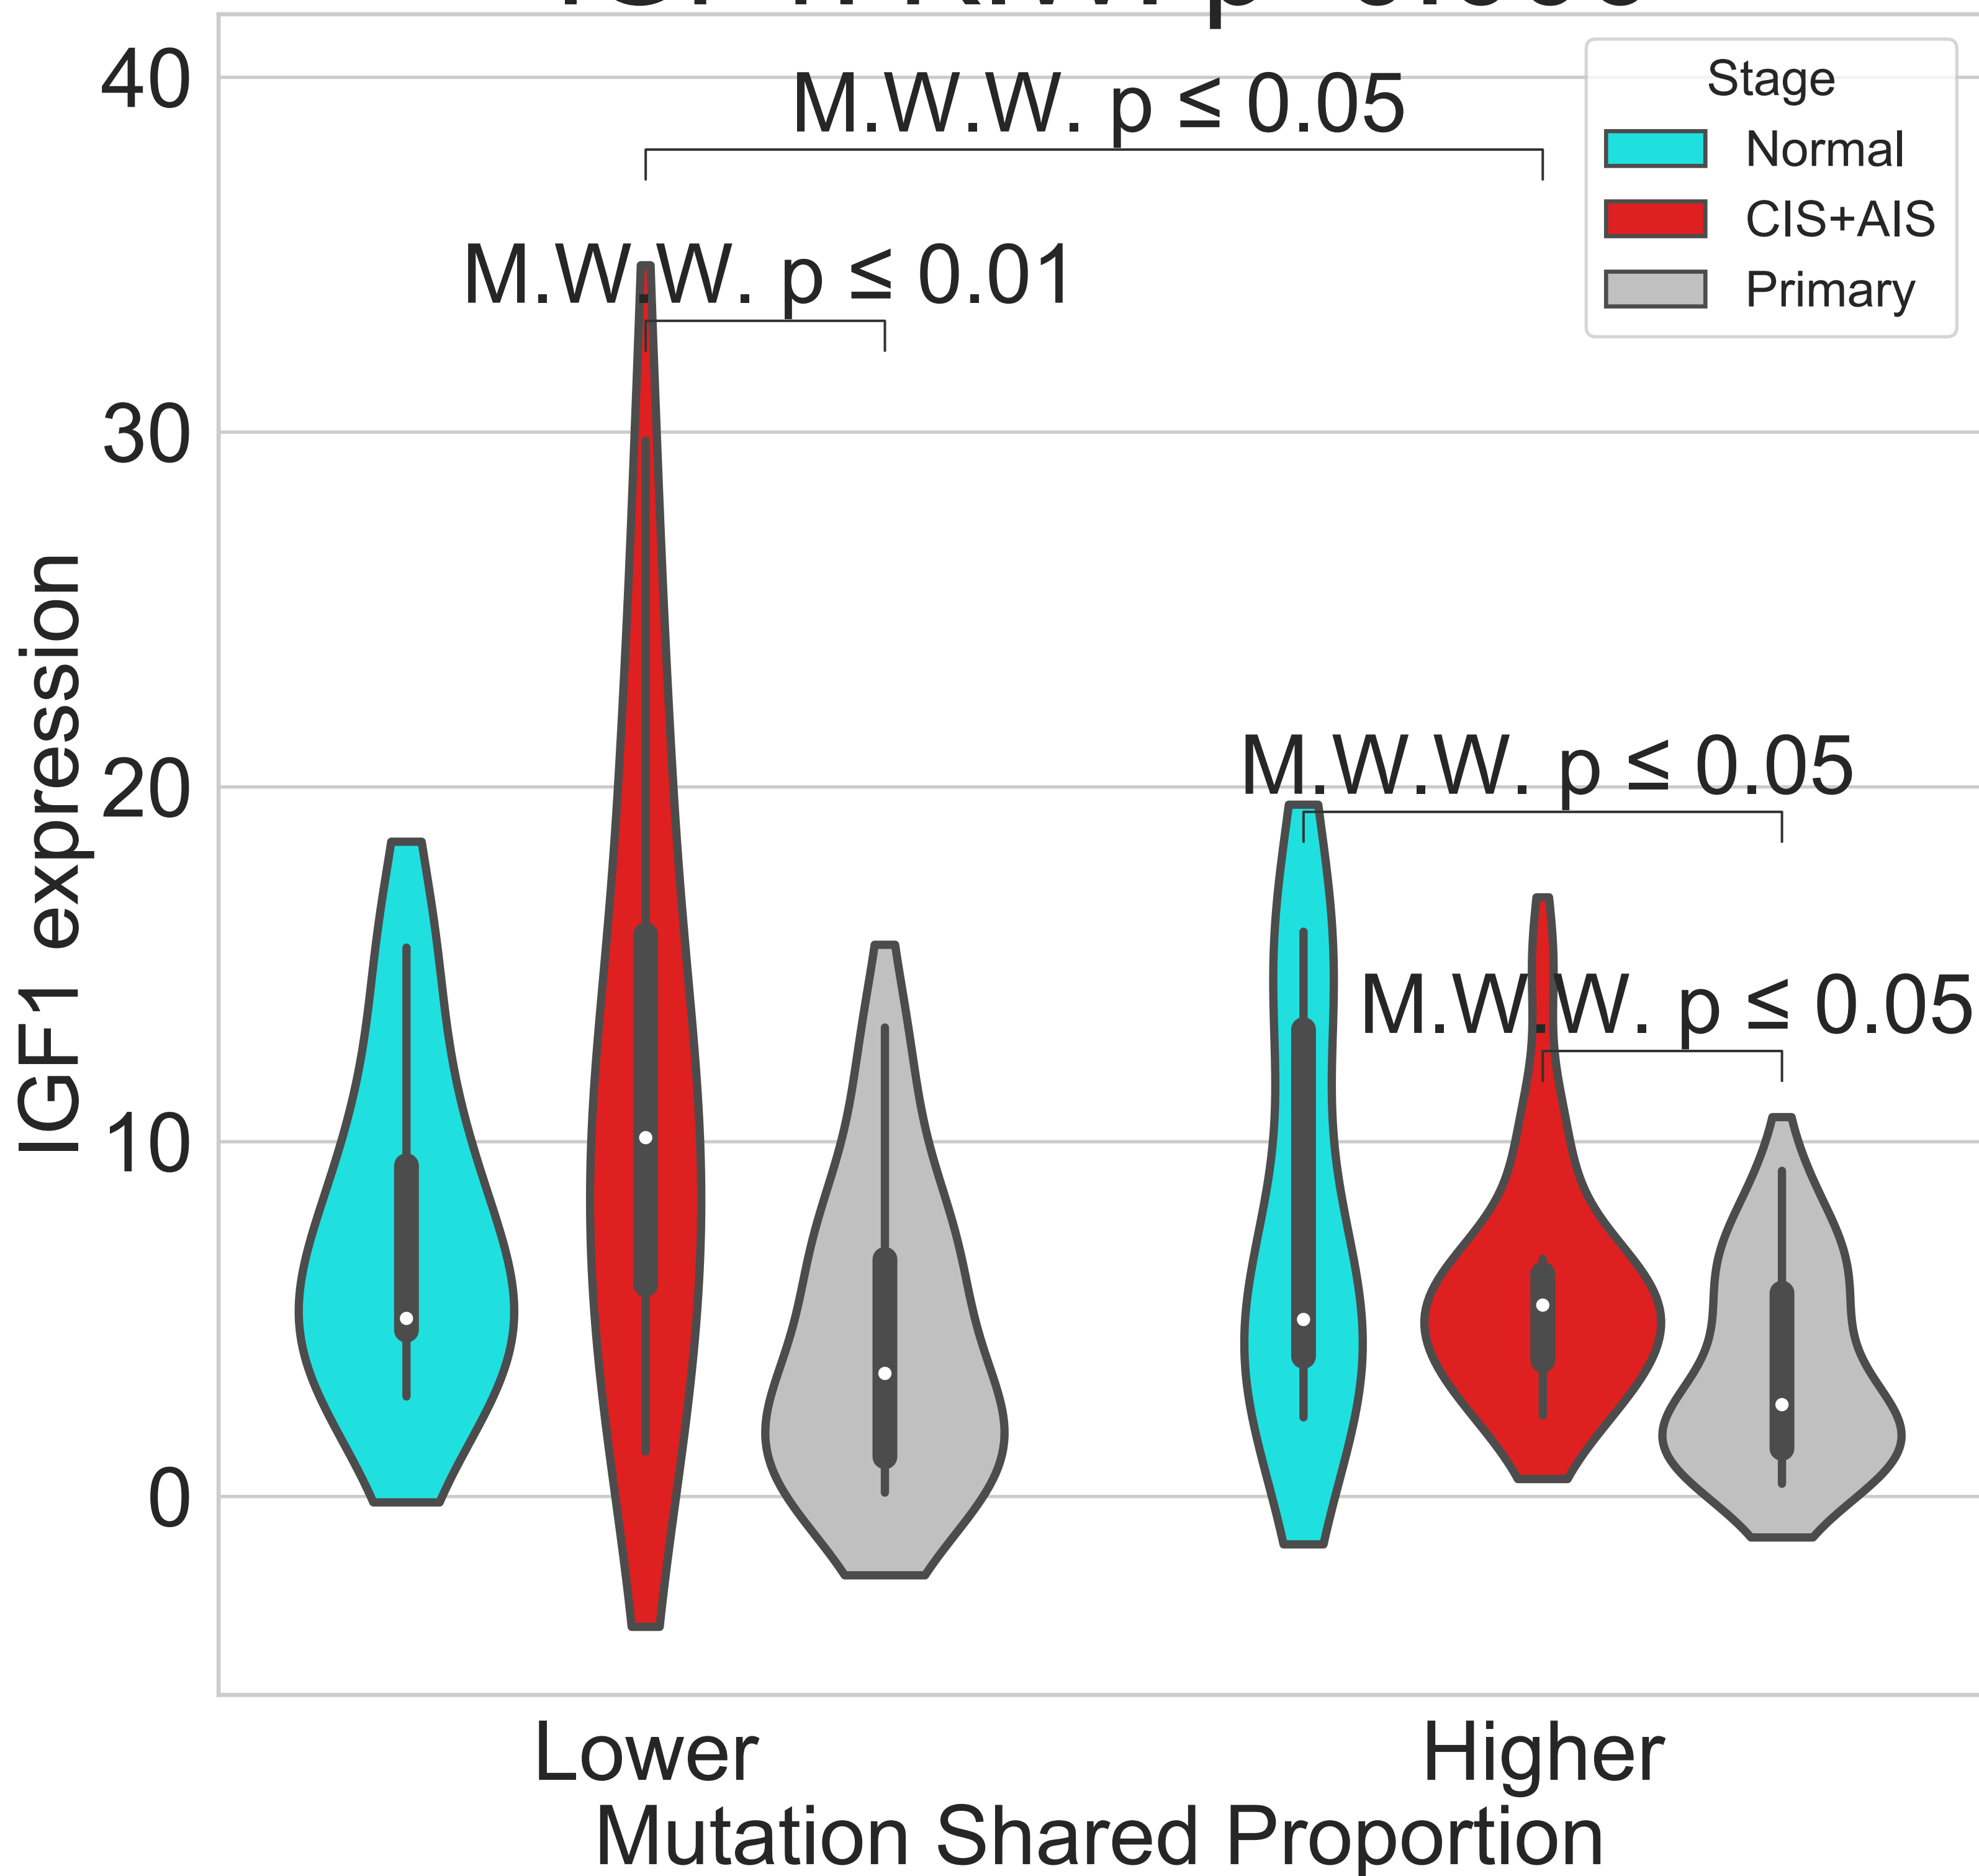 40
M.W.W. p ≤ 0.05
Stage
Normal
CIS+AIS
Primary
M.W.W. p ≤ 0.01
30
IGF1 expression
20
M.W.W. p ≤ 0.05
M.W.W. p ≤ 0.05
10
0
Lower
Higher
Mutation Shared Proportion